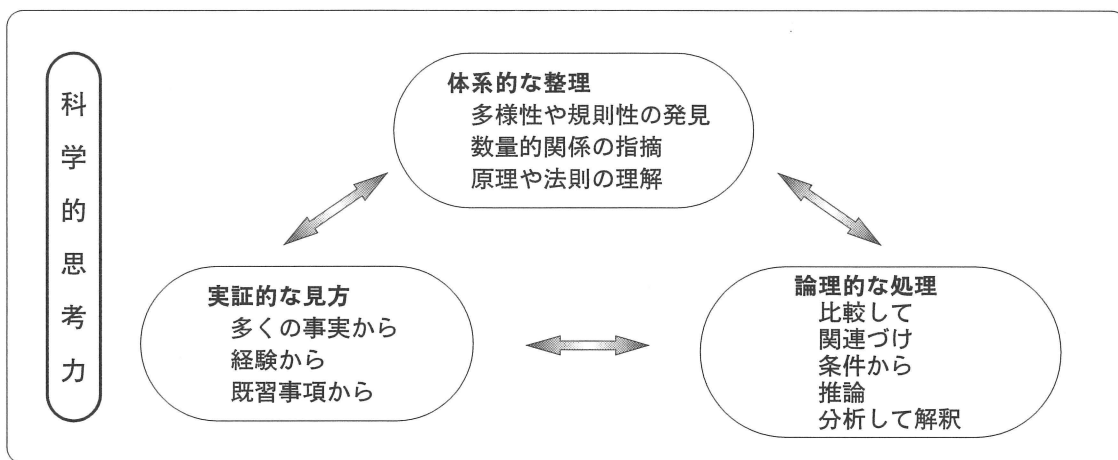 科学的思考力
体系的な整理
多様性や規則性の発見
数量的関係の指摘
原理や法則の理解
実証的な見方
多くの事実から
経験から
既習事項から
論理的な処理
比較して
関連づけ
条件から
推論
分析して解釈